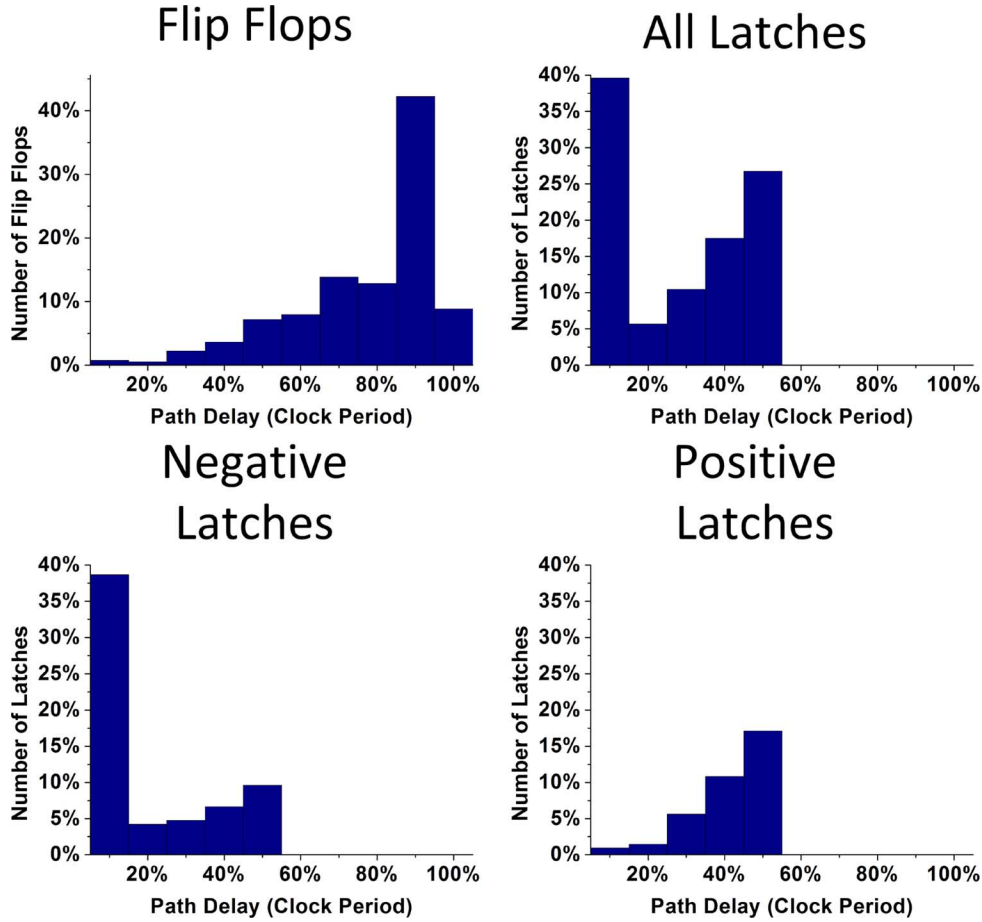 Flip Flops
Number of Flip Flops
40%
30%
20%
10%
0%
20% 40% 60% 80% 100%
Path Delay (Clock Period)
All Latches
Number of Latches
40%
35%
30%
25%
20%
15%
10%
5%
0%
20% 40% 60% 80% 100%
Path Delay (Clock Period)
Negative
Latches
Number of Latches
40%
35%
30%
25%
20%
15%
10%
5%
0%
20% 40% 60% 80% 100%
Path Delay (Clock Period)
Positive
Latches
Number of Latches
40%
35%
30%
25%
20%
15%
10%
5%
0%
20% 40% 60% 80% 100%
Path Delay (Clock Period)